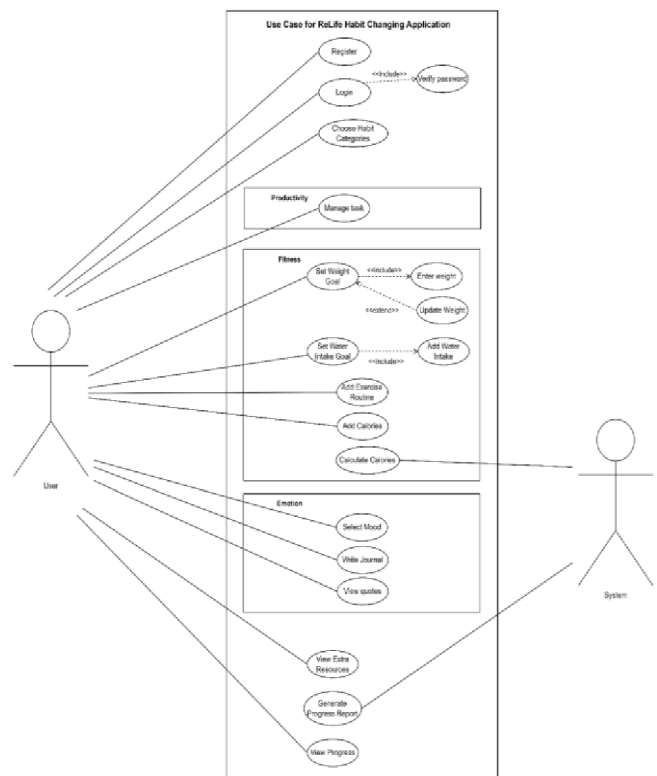 Use Case for ReLife Habit Changing Application
Register
<<Include>>
Verify password
Login
Choose Habit
Categories
Productivity
Manage task
Fitness
Set Weight
Goal
<<Include>>
Enter weight
<<extend>>
Update Weight
Set Water
Intake Goal
<<Include>>
Add Water
Intake
Add Exercise
Routine
Add Calories
Calculate Calories
User
Emotion
Select Mood
Write Journal
View quotes
System
View Extra
Resources
Generate
Progress Report
View Progress